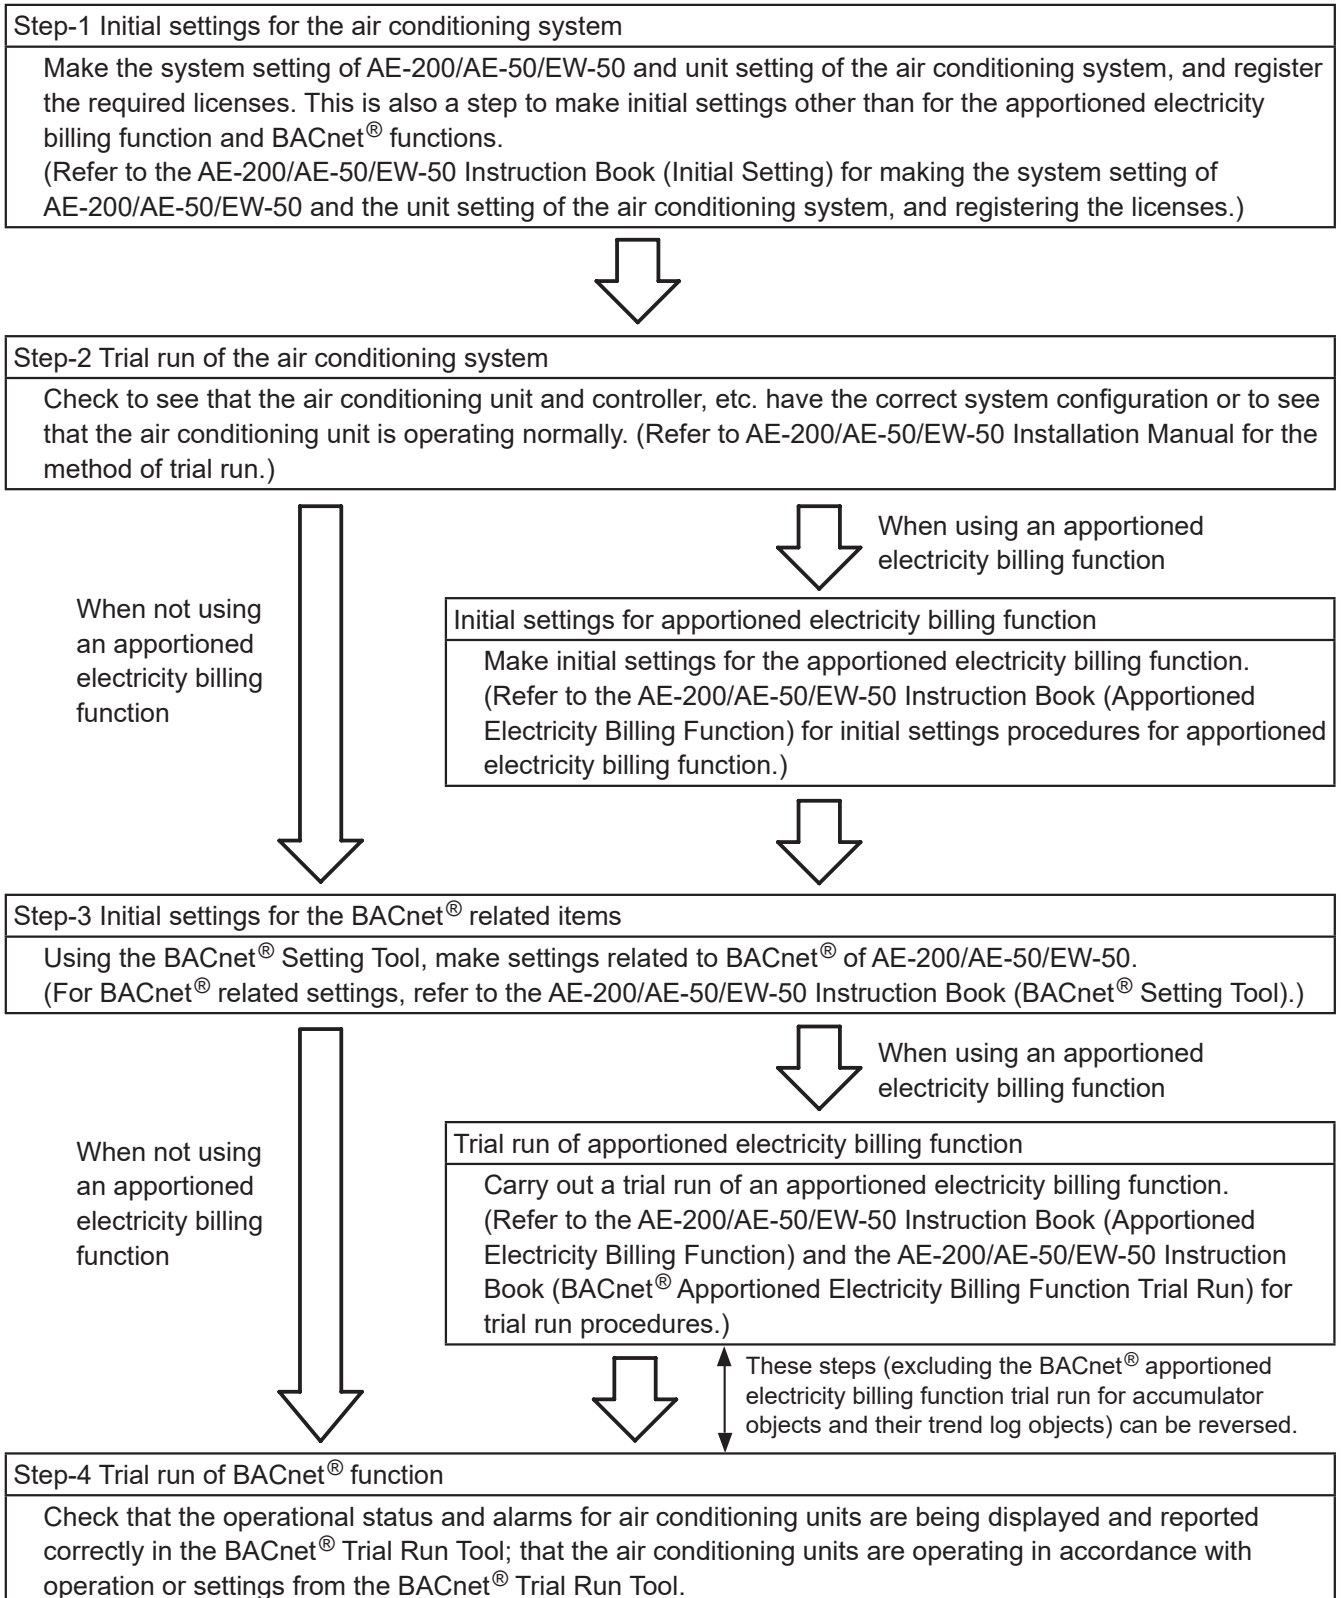 Step-1 Initial settings for the air conditioning system
Make the system setting of AE-200/AE-50/EW-50 and unit setting of the air conditioning system, and register
the required licenses. This is also a step to make initial settings other than for the apportioned electricity
billing function and BACnet® functions.
(Refer to the AE-200/AE-50/EW-50 Instruction Book (Initial Setting) for making the system setting of
AE-200/AE-50/EW-50 and the unit setting of the air conditioning system, and registering the licenses.)
Step-2 Trial run of the air conditioning system
Check to see that the air conditioning unit and controller, etc. have the correct system configuration or to see
that the air conditioning unit is operating normally. (Refer to AE-200/AE-50/EW-50 Installation Manual for the
method of trial run.)
When using an apportioned
electricity billing function
When not using
an apportioned
electricity billing
function
Initial settings for apportioned electricity billing function
Make initial settings for the apportioned electricity billing function.
(Refer to the AE-200/AE-50/EW-50 Instruction Book (Apportioned
Electricity Billing Function) for initial settings procedures for apportioned
electricity billing function.)
Step-3 Initial settings for the BACnet® related items
Using the BACnet® Setting Tool, make settings related to BACnet® of AE-200/AE-50/EW-50.
(For BACnet® related settings, refer to the AE-200/AE-50/EW-50 Instruction Book (BACnet® Setting Tool).)
When using an apportioned
electricity billing function
When not using
an apportioned
electricity billing
function
Trial run of apportioned electricity billing function
Carry out a trial run of an apportioned electricity billing function.
(Refer to the AE-200/AE-50/EW-50 Instruction Book (Apportioned
Electricity Billing Function) and the AE-200/AE-50/EW-50 Instruction
Book (BACnet® Apportioned Electricity Billing Function Trial Run) for
trial run procedures.)
These steps (excluding the BACnet® apportioned
electricity billing function trial run for accumulator
objects and their trend log objects) can be reversed.
Step-4 Trial run of BACnet® function
Check that the operational status and alarms for air conditioning units are being displayed and reported
correctly in the BACnet® Trial Run Tool; that the air conditioning units are operating in accordance with
operation or settings from the BACnet® Trial Run Tool.